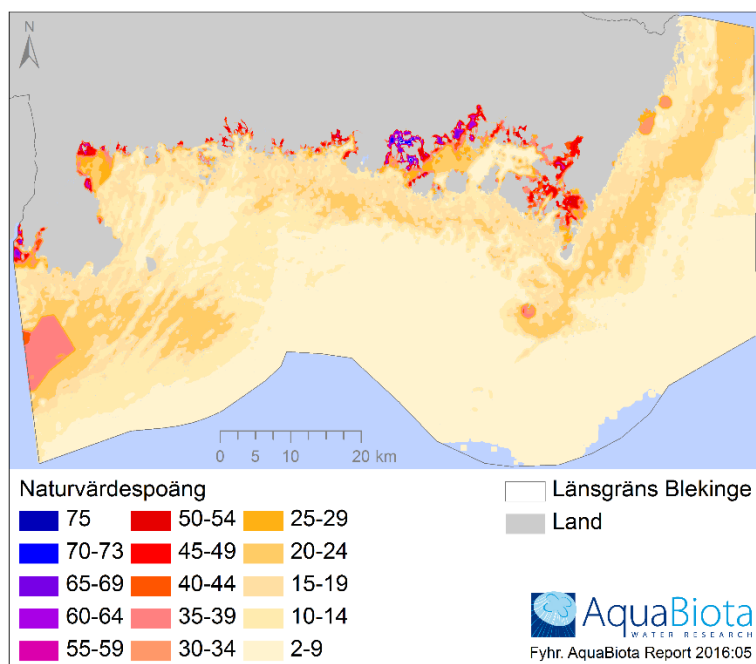 N
0 5 10 20 km
Naturvärdespoäng
75
70-73
65-69
60-64
55-59
50-54
45-49
40-44
35-39
30-34
25-29
20-24
15-19
10-14
2-9
Länsgräns Blekinge
Land
AquaBiota
WATER RESEARCH
Fyhr. AquaBiota Report 2016:05